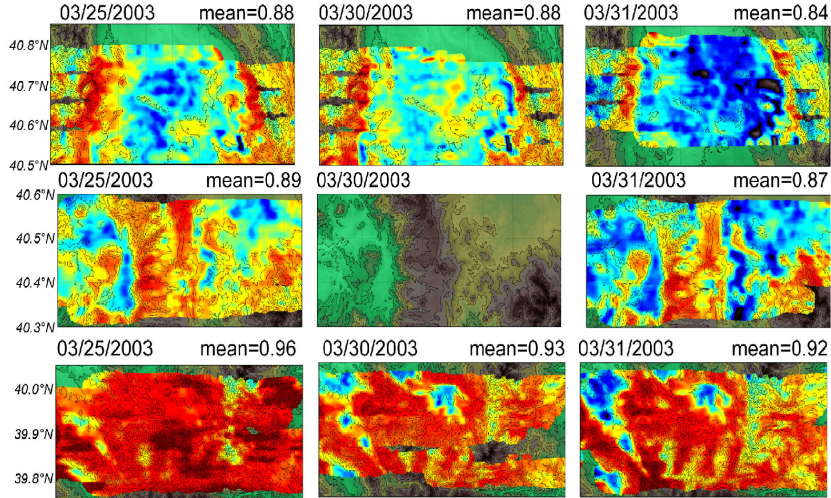 03/25/2003 mean=0.88 03/30/2003 mean=0.88 03/31/2003 mean=0.84
40.8°N
40.7°N
40.6°N
40.5°N
03/25/2003 mean=0.89 03/30/2003 03/31/2003 mean=0.87
40.6°N
40.5°N
40.4°N
40.3°N
03/25/2003 mean=0.96 03/30/2003 mean=0.93 03/31/2003 mean=0.92
40.0°N
39.9°N
39.8°N